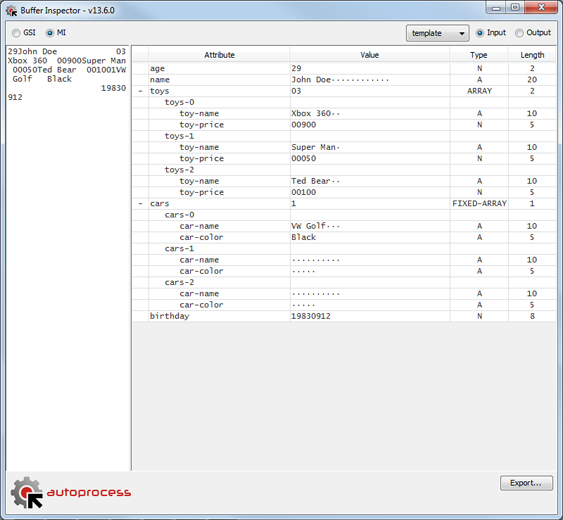 Buffer Inspector - v13.6.0
GSI MI template Input Output
29John Doe            03
Xbox 360  00900Super Man
 00050Ted Bear  001001VW
 Golf   Black
                   19830
912
Attribute Value Type Length
age 29 N 2
name John Doe············ A 20
- toys 03 ARRAY 2
toys-0
toy-name Xbox 360·· A 10
toy-price 00900 N 5
toys-1
toy-name Super Man· A 10
toy-price 00050 N 5
toys-2
toy-name Ted Bear·· A 10
toy-price 00100 N 5
- cars 1 FIXED-ARRAY 1
cars-0
car-name VW Golf··· A 10
car-color Black A 5
cars-1
car-name ·········· A 10
car-color ····· A 5
cars-2
car-name ·········· A 10
car-color ····· A 5
birthday 19830912 N 8
autoprocess
Export...